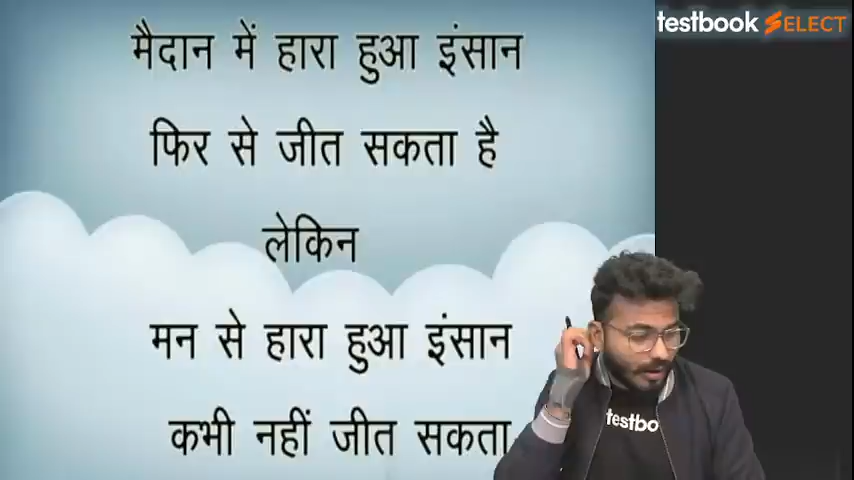 testbook SELECT
मैदान में हारा हुआ इंसान
फिर से जीत सकता है
लेकिन
मन से हारा हुआ इंसान
कभी नहीं जीत सकता
testbo